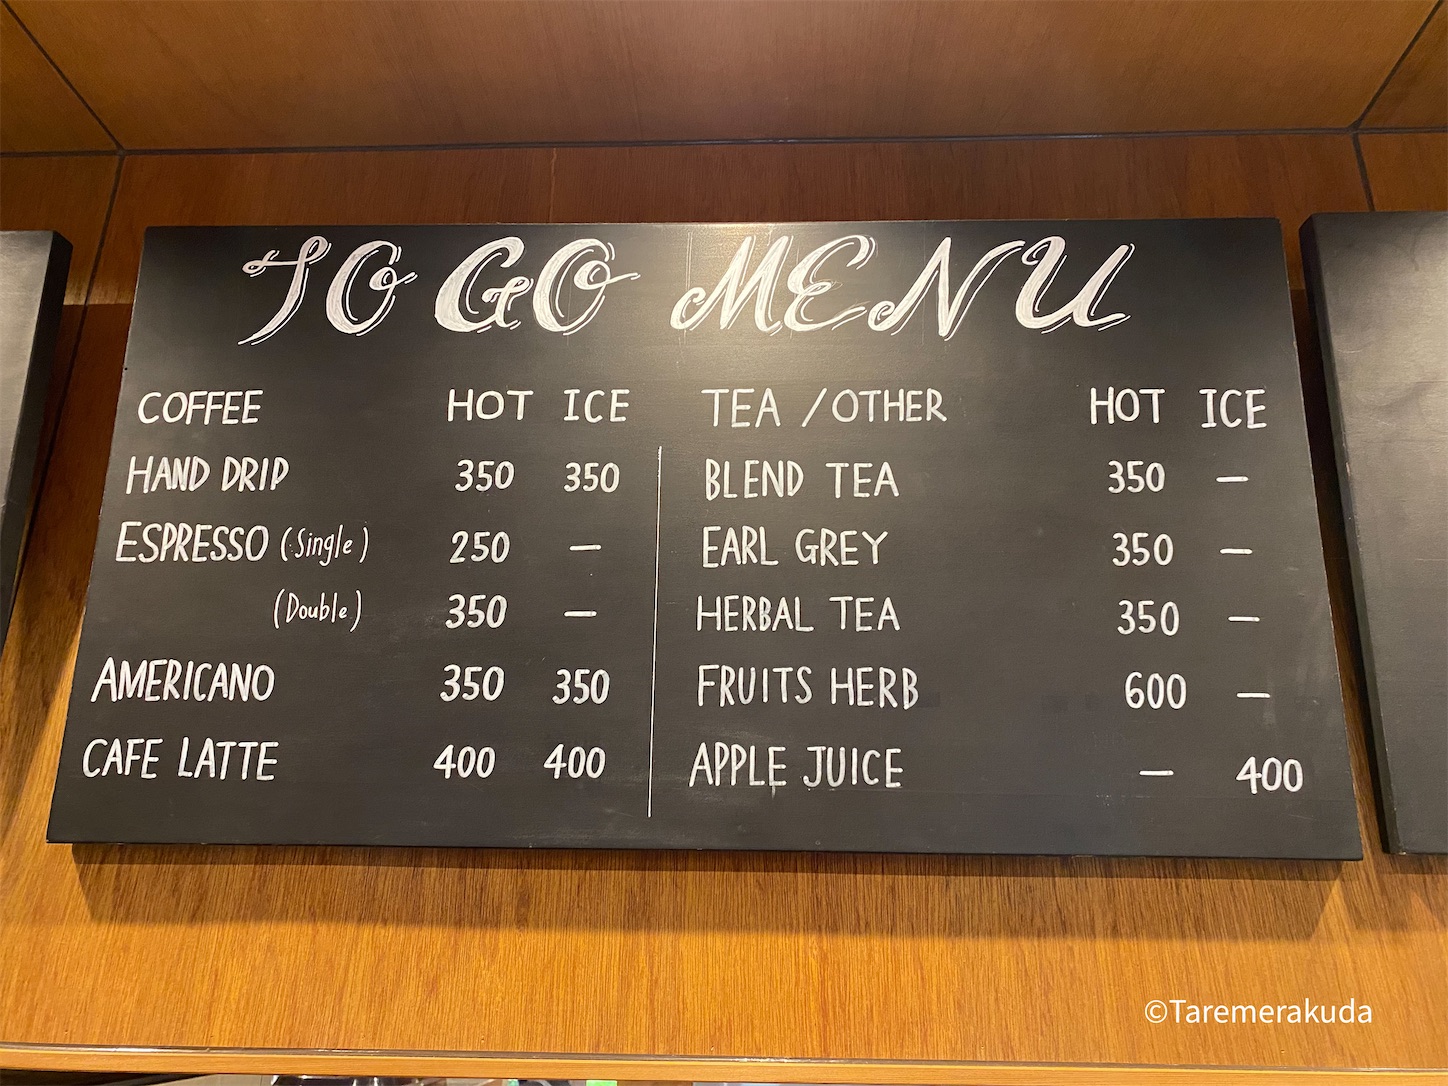 TO GO MENU
COFFEE HOT ICE
HAND DRIP 350 350
ESPRESSO (Single) 250 —
(Double) 350 —
AMERICANO 350 350
CAFE LATTE 400 400
TEA / OTHER HOT ICE
BLEND TEA 350 —
EARL GREY 350 —
HERBAL TEA 350 —
FRUITS HERB 600 —
APPLE JUICE — 400
©Taremerakuda